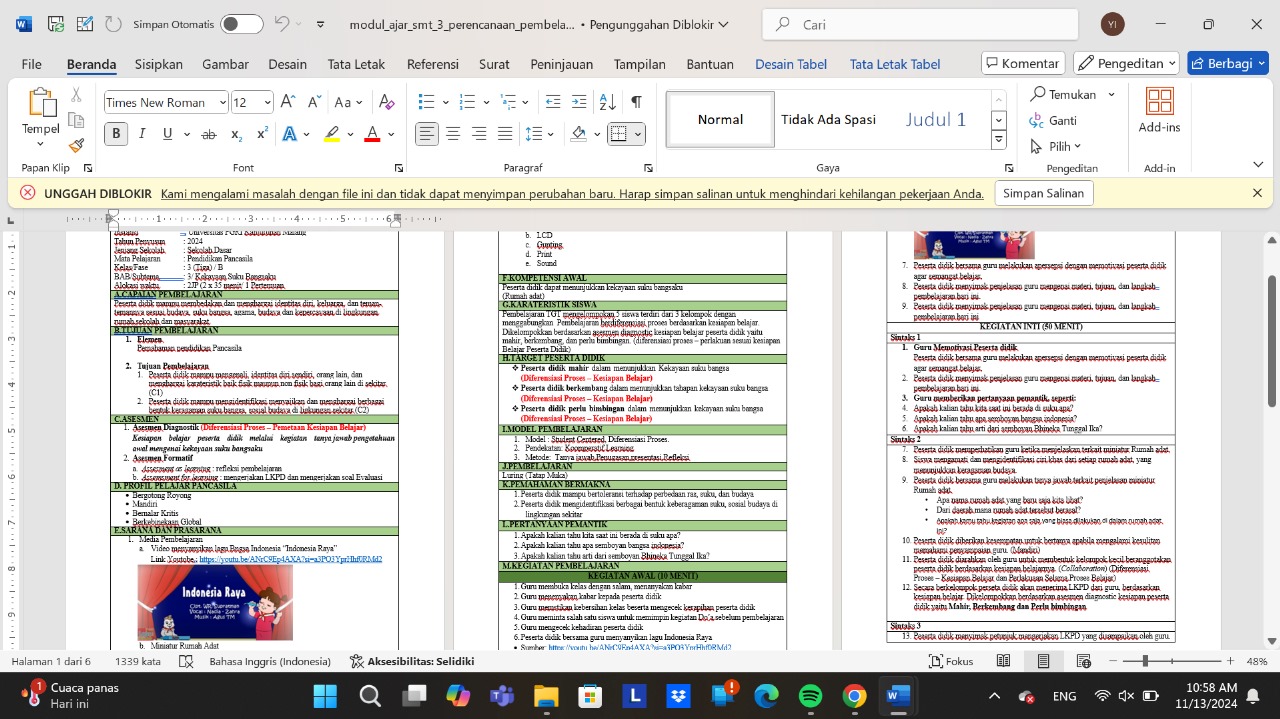 Simpan Otomatis
modul_ajar_smt_3_perencanaan_pembela... • Pengunggahan Diblokir
Cari
YI
File Beranda Sisipkan Gambar Desain Tata Letak Referensi Surat Peninjauan Tampilan Bantuan Desain Tabel Tata Letak Tabel
Komentar Pengeditan Berbagi
Tempel
Times New Roman 12
Normal Tidak Ada Spasi Judul 1
Temukan
Ganti
Pilih
Add-ins
Papan Klip Font Paragraf Gaya Pengeditan Add-in
UNGGAH DIBLOKIR Kami mengalami masalah dengan file ini dan tidak dapat menyimpan perubahan baru. Harap simpan salinan untuk menghindari kehilangan pekerjaan Anda. Simpan Salinan
: Universitas PGRI Kanjuruhan Malang
Tahun Penyusun : 2024
Jenjang Sekolah : Sekolah Dasar
Mata Pelajaran : Pendidikan Pancasila
Kelas/Fase : 3 (Tiga) / B
BAB/Subtema : 3/ Kekayaan Suku Bangsaku
Alokasi waktu : 2JP (2 x 35 menit/ 1 Pertemuan
A.CAPAIAN PEMBELAJARAN
Peserta didik mampu membedakan dan menghargai identitas diri, keluarga, dan teman-
temannya sesuai budaya, suku bangsa, agama, budaya dan kepercayaan di lingkungan
rumah,sekolah dan masyarakat.
B.TUJUAN PEMBELAJARAN
1. Elemen
Pemahaman pendidikan Pancasila
2. Tujuan Pembelajaran
1. Peserta didik mampu mengenali, identitas diri sendiri, orang lain, dan
menghargai karateristik baik fisik maupun non fisik bagi orang lain di sekitar.
(C1)
2. Peserta didik mampu mengidentifikasi menyajikan dan menghargai berbagai
bentuk keragaman suku bangsa, sosial budaya di lingkungan sekitar.(C2)
C.ASESMEN
1. Asesmen Diagnostik (Diferensiasi Proses – Pemetaan Kesiapan Belajar)
Kesiapan belajar peserta didik melalui kegiatan tanya jawab pengetahuan
awal mengenai kekayaan suku bangsaku
2. Asesmen Formatif
a. Assessment as learning : refleksi pembelajaran
b. Assessment for learning : mengerjakan LKPD dan mengerjakan soal Evaluasi
D. PROFIL PELAJAR PANCASILA
• Bergotong Royong
• Mandiri
• Bernalar Kritis
• Berkebinekaan Global
E.SARANA DAN PRASARANA
1. Media Pembelajaran
a. Video menyanyikan lagu Bangsa Indonesia "Indonesia Raya"
Link Youtube : https://youtu.be/ANrC9Ep4AXA?si=a3PO3YprHhf0RMd2
Indonesia Raya
b. Miniatur Rumah Adat
b. LCD
c. Gunting
d. Print
e. Sound
F.KOMPETENSI AWAL
Peserta didik dapat menunjukkan kekayaan suku bangsaku
(Rumah adat)
G.KARATERISTIK SISWA
Pembelajaran TGT mengelompokan 5 siswa terdiri dari 3 kelompok dengan
menggabungkan Pembelajaran berdiferensiasi proses berdasarkan kesiapan belajar.
Dikelompokkan berdasarkan asesmen diagnostic kesiapan belajar peserta didik yaitu
mahir, berkembang, dan perlu bimbingan. (diferensiasi proses – perlakuan sesuai kesiapan
Belajar Peserta Didik)
H.TARGET PESERTA DIDIK
❖ Peserta didik mahir dalam menunjukkan Kekayaan suku bangsa
(Diferensiasi Proses – Kesiapan Belajar)
❖ Peserta didik berkembang dalam menunjukkan tahapan kekayaan suku bangsa
(Diferensiasi Proses – Kesiapan Belajar)
❖ Peserta didik perlu bimbingan dalam menunjukkan kekayaan suku bangsa
(Diferensiasi Proses – Kesiapan Belajar)
I.MODEL PEMBELAJARAN
1. Model : Student Centered, Diferensiasi Proses.
2. Pendekatan: Kooperatif Learning
3. Metode: Tanya jawab,Penugasan,presentasi,Refleksi
J.PEMBELAJARAN
Luring (Tatap Muka)
K.PEMAHAMAN BERMAKNA
1. Peserta didik mampu bertoleransi terhadap perbedaan ras, suku, dan budaya
2. Peserta didik mengidentifikasi berbagai bentuk keberagaman suku, sosial budaya di
lingkungan sekitar
L.PERTANYAAN PEMANTIK
1. Apakah kalian tahu kita saat ini berada di suku apa?
2. Apakah kalian tahu apa semboyan bangsa indonesia?
3. Apakah kalian tahu arti dari semboyan Bhineka Tunggal Ika?
M.KEGIATAN PEMBELAJARAN
KEGIATAN AWAL (10 MENIT)
1. Guru membuka kelas dengan salam, menanyakan kabar
2. Guru menanyakan kabar kepada peserta didik
3. Guru memastikan kebersihan kelas beserta mengecek kerapihan peserta didik
4. Guru meminta salah satu siswa untuk memimpin kegiatan Do'a sebelum pembelajaran
5. Guru mengecek kehadiran peserta didik
6. Peserta didik bersama guru menyanyikan lagu Indonesia Raya
• Sumber: https://youtu.be/ANrC9Ep4AXA?si=a3PO3YprHhf0RMd2
7. Peserta didik bersama guru melakukan apersepsi dengan memotivasi peserta didik
agar semangat belajar.
8. Peserta didik menyimak penjelasan guru mengenai materi, tujuan, dan langkah –
pembelajaran hari ini.
9. Peserta didik menyimak penjelasan guru mengenai materi, tujuan, dan langkah –
pembelajaran hari ini
KEGIATAN INTI (50 MENIT)
Sintaks 1
1. Guru Memotivasi Peserta didik
Peserta didik bersama guru melakukan apersepsi dengan memotivasi peserta didik
agar semangat belajar.
2. Peserta didik menyimak penjelasan guru mengenai materi, tujuan, dan langkah –
pembelajaran hari ini.
3. Guru memberikan pertanyaan pemantik, seperti:
4. Apakah kalian tahu kita saat ini berada di suku apa?
5. Apakah kalian tahu apa semboyan bangsa indonesia?
6. Apakah kalian tahu arti dari semboyan Bhineka Tunggal Ika?
Sintaks 2
7. Peserta didik memperhatikan guru ketika menjelaskan terkait miniatur Rumah adat.
8. Siswa mengamati dan mengidentifikasi ciri khas dari setiap rumah adat, yang
menunjukkan keragaman budaya.
9. Peserta didik bersama guru melakukan tanya jawab terkait penjelasan miniatur
Rumah adat.
• Apa nama rumah adat yang baru saja kita lihat?
• Dari daerah mana rumah adat tersebut berasal?
• Apakah kamu tahu kegiatan apa saja yang biasa dilakukan di dalam rumah adat
ini?
10. Peserta didik diberikan kesempatan untuk bertanya apabila mengalami kesulitan
memahami penyampaian guru. (Mandiri)
11. Peserta didik diarahkan oleh guru untuk membentuk kelompok kecil beranggotakan
peserta didik berdasarkan kesiapan belajarnya. (Collaboration) (Diferensiasi
Proses – Kesiapan Belajar dan Perlakuan Selama Proses Belajar)
12. Secara berkelompok peserta didik akan menerima LKPD dari guru, berdasarkan
kesiapan belajar. Dikelompokkan berdasarkan asesmen diagnostic kesiapan peserta
didik yaitu Mahir, Berkembang dan Perlu bimbingan.
Sintaks 3
13. Peserta didik menyimak petunjuk mengerjakan LKPD yang disampaikan oleh guru.
Halaman 1 dari 6 1339 kata Bahasa Inggris (Indonesia) Aksesibilitas: Selidiki Fokus 48%
Cuaca panas
Hari ini
ENG
10:58 AM
11/13/2024